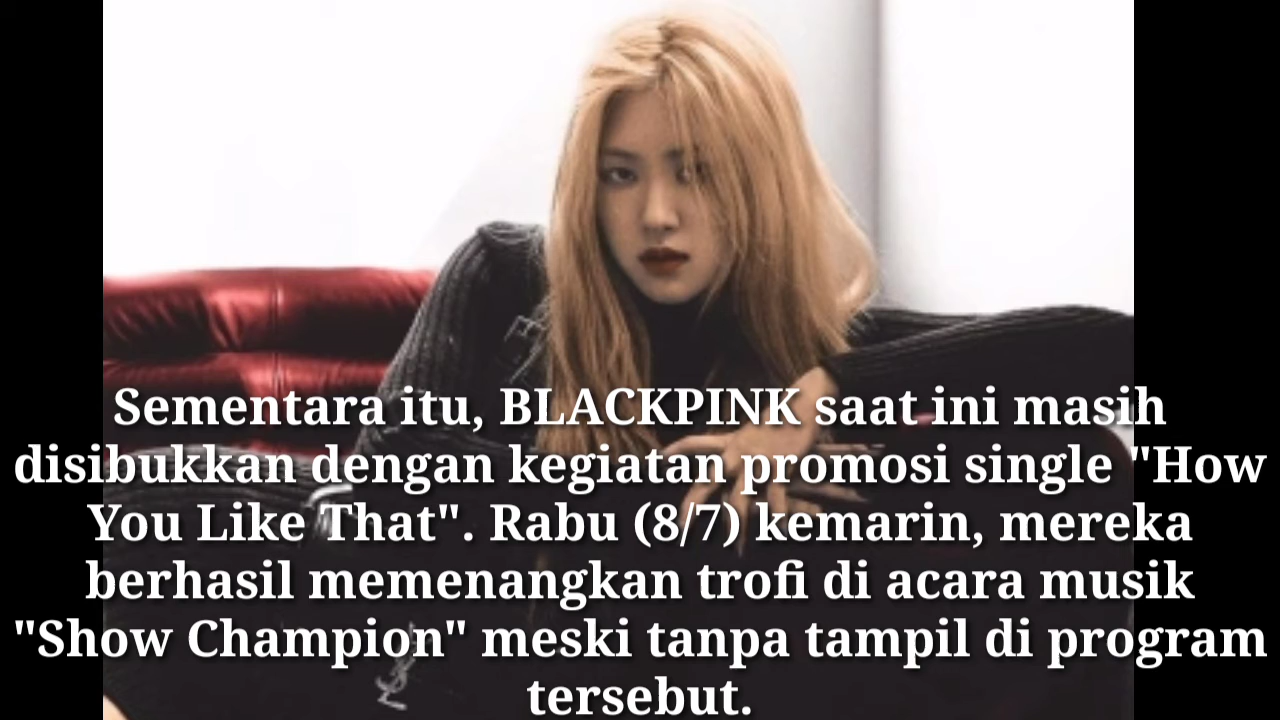 Sementara itu, BLACKPINK saat ini masih
disibukkan dengan kegiatan promosi single "How
You Like That". Rabu (8/7) kemarin, mereka
berhasil memenangkan trofi di acara musik
"Show Champion" meski tanpa tampil di program
tersebut.